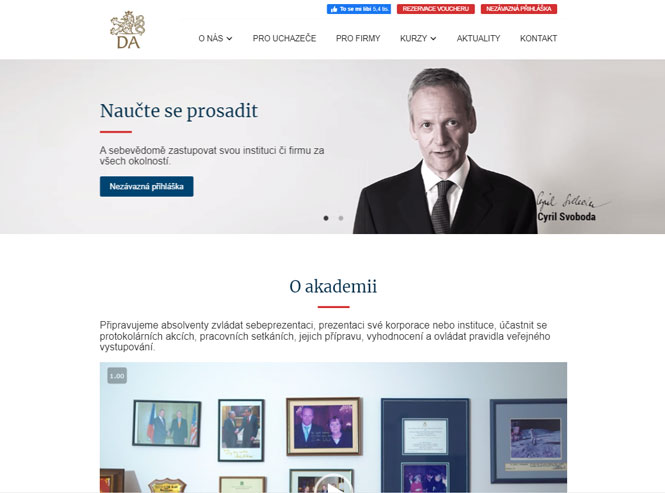 To se mi líbí 5,4 tis.
REZERVACE VOUCHERU
NEZÁVAZNÁ PŘIHLÁŠKA
DA
O NÁS
PRO UCHAZEČE
PRO FIRMY
KURZY
AKTUALITY
KONTAKT
Naučte se prosadit
A sebevědomě zastupovat svou instituci či firmu za
všech okolností.
Nezávazná přihláška
Cyril Svoboda
Cyril Svoboda
O akademii
Připravujeme absolventy zvládat sebeprezentaci, prezentaci své korporace nebo instituce, účastnit se
protokolárních akcích, pracovních setkáních, jejich přípravu, vyhodnocení a ovládat pravidla veřejného
vystupování.
1.00